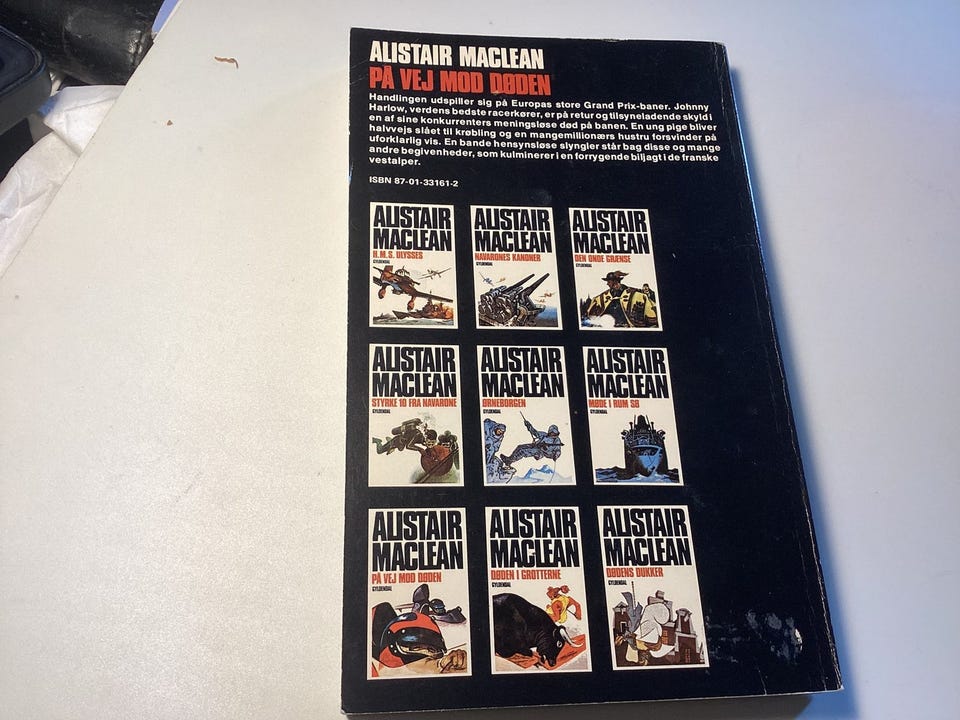 ALISTAIR MACLEAN
PÅ VEJ MOD DØDEN
Handlingen udspiller sig på Europas store Grand Prix-baner. Johnny
Harlow, verdens bedste racerkører, er på retur og tilsyneladende skyld i
en af sine konkurrenters meningsløse død på banen. En ung pige bliver
halvvejs slået til krøbling og en mangemillionærs hustru forsvinder på
uforklarlig vis. En bande hensynsløse slyngler står bag disse og mange
andre begivenheder, som kulminerer i en forrygende biljagt i de franske
vestalper.
ISBN 87-01-33161-2
ALISTAIR
MACLEAN
H.M.S. ULYSSES
GYLDENDAL
ALISTAIR
MACLEAN
NAVARONES KANONER
GYLDENDAL
ALISTAIR
MACLEAN
DEN ONDE GRÆNSE
GYLDENDAL
ALISTAIR
MACLEAN
STYRKE 10 FRA NAVARONE
GYLDENDAL
ALISTAIR
MACLEAN
ØRNEBORGEN
GYLDENDAL
ALISTAIR
MACLEAN
MØDE I RUM SØ
GYLDENDAL
ALISTAIR
MACLEAN
PÅ VEJ MOD DØDEN
GYLDENDAL
ALISTAIR
MACLEAN
DØDEN I GROTTERNE
GYLDENDAL
ALISTAIR
MACLEAN
DØDENS DUKKER
GYLDENDAL